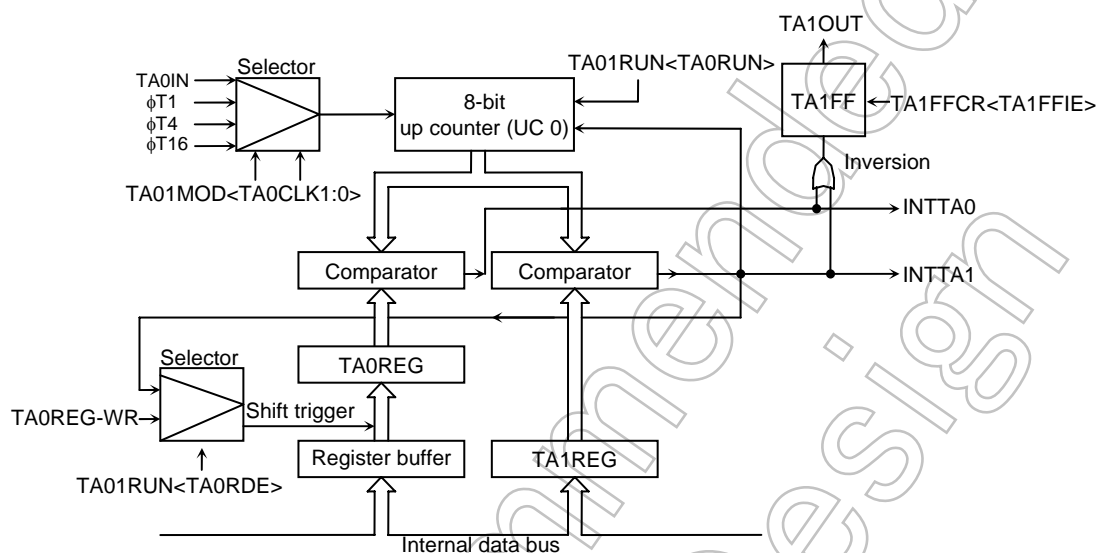 TA1OUT
TA01RUN<TA0RUN>
Selector
TA0IN
ϕT1
ϕT4
ϕT16
8-bit
up counter (UC 0)
TA1FF
TA1FFCR<TA1FFIE>
Inversion
TA01MOD<TA0CLK1:0>
INTTA0
Comparator
Comparator
INTTA1
Selector
TA0REG
TA0REG-WR
Shift trigger
Register buffer
TA1REG
TA01RUN<TA0RDE>
Internal data bus
mmended
esign